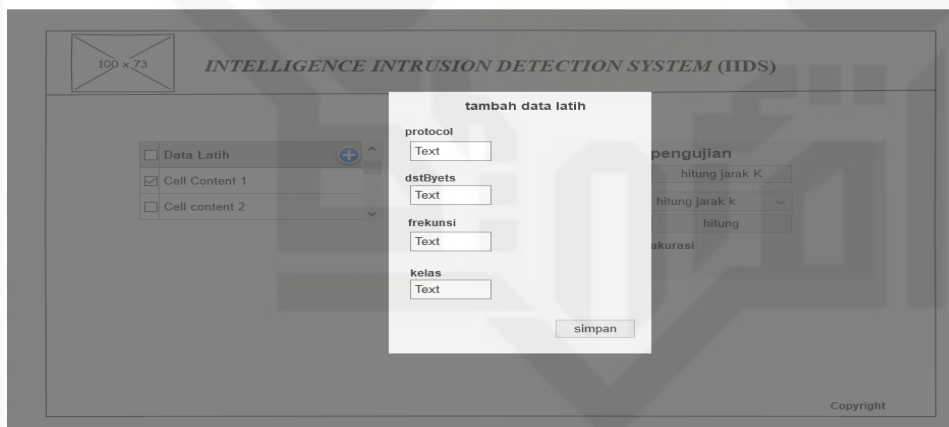 100 x 73
INTELLIGENCE INTRUSION DETECTION SYSTEM (IIDS)
tambah data latih
protocol
Text
dstByets
Text
frekunsi
Text
kelas
Text
simpan
Data Latih
Cell Content 1
Cell content 2
pengujian
hitung jarak K
hitung jarak k
hitung
akurasi
Copyright